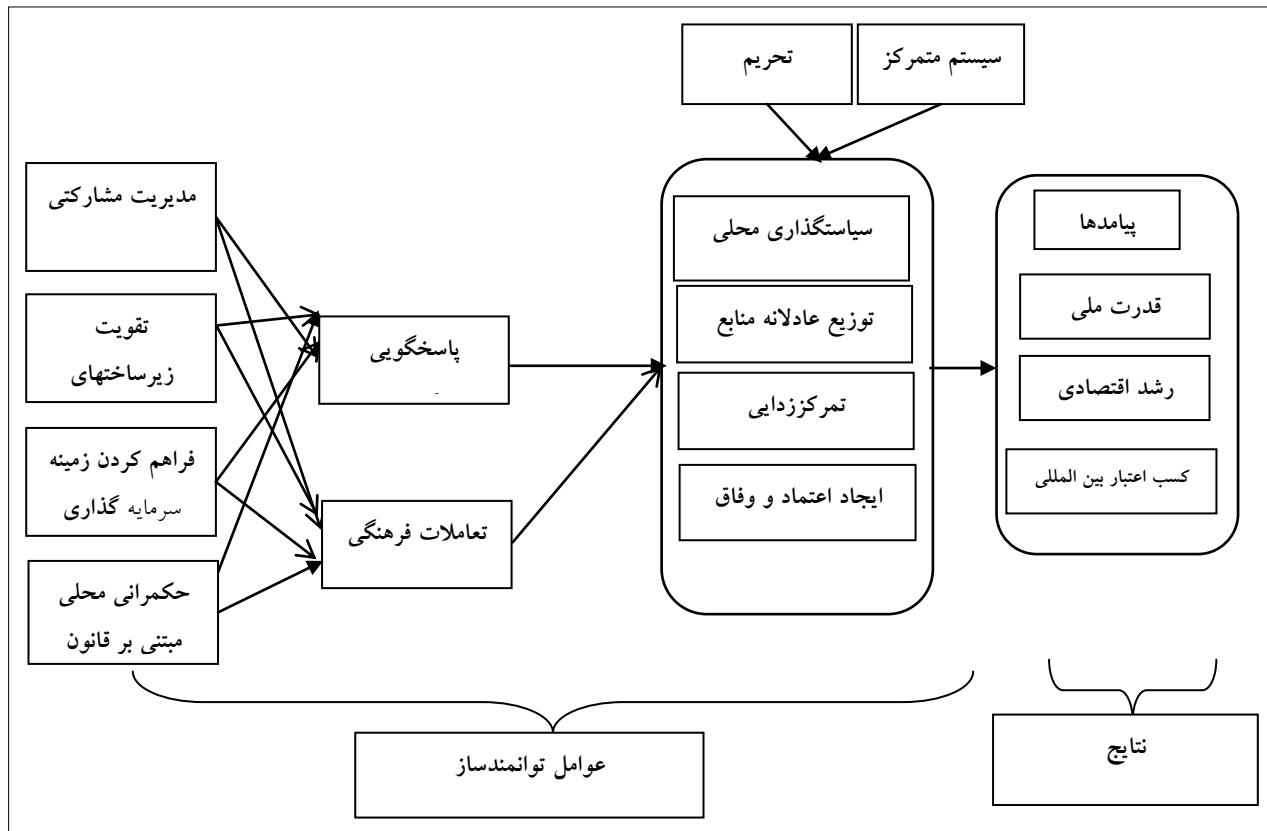 سیستم متمرکز
تحریم
مدیریت مشارکتی
تقویت
زیرساختهای
فراهم کردن زمینه
سرمایه گذاری
حکمرانی محلی
مبتنی بر قانون
پاسخگویی
تعاملات فرهنگی
سیاستگذاری محلی
توزیع عادلانه منابع
تمرکززدایی
ایجاد اعتماد و وفاق
پیامدها
قدرت ملی
رشد اقتصادی
کسب اعتبار بین المللی
عوامل توانمندساز
نتایج